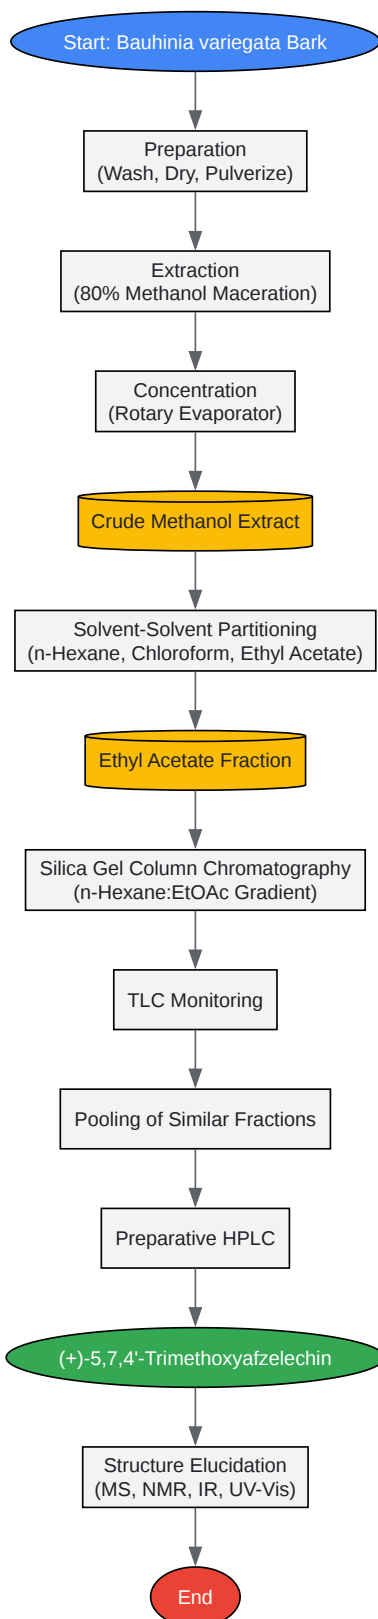 Start: Bauhinia variegata Bark
Preparation
(Wash, Dry, Pulverize)
Extraction
(80% Methanol Maceration)
Concentration
(Rotary Evaporator)
Crude Methanol Extract
Solvent-Solvent Partitioning
(n-Hexane, Chloroform, Ethyl Acetate)
Ethyl Acetate Fraction
Silica Gel Column Chromatography
(n-Hexane:EtOAc Gradient)
TLC Monitoring
Pooling of Similar Fractions
Preparative HPLC
(+)-5,7,4'-Trimethoxyafzelechin
Structure Elucidation
(MS, NMR, IR, UV-Vis)
End